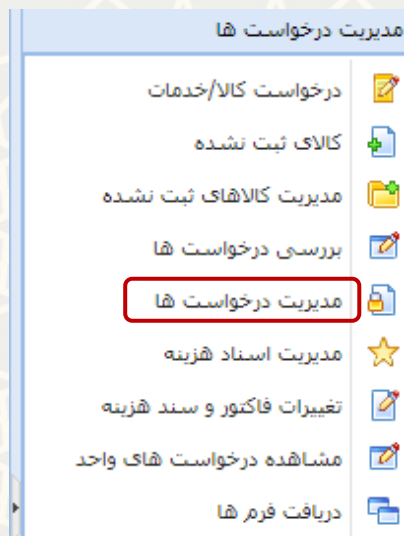 مدیریت درخواست ها
درخواست کالا/خدمات
کالای ثبت نشده
مدیریت کالاهای ثبت نشده
بررسی درخواست ها
مدیریت درخواست ها
مدیریت اسناد هزینه
تغییرات فاکتور و سند هزینه
مشاهده درخواست های واحد
دریافت فرم ها